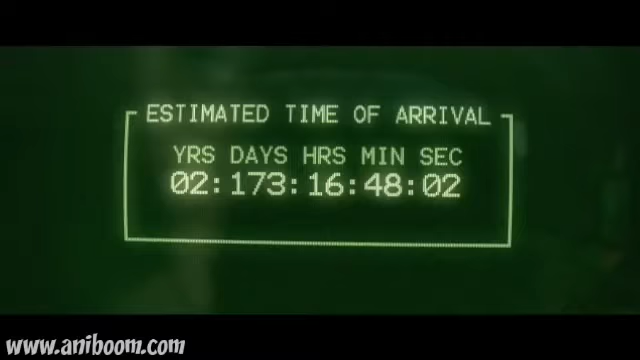 ESTIMATED TIME OF ARRIVAL
YRS DAYS HRS MIN SEC
02:173:16:48:02
www.aniboom.com